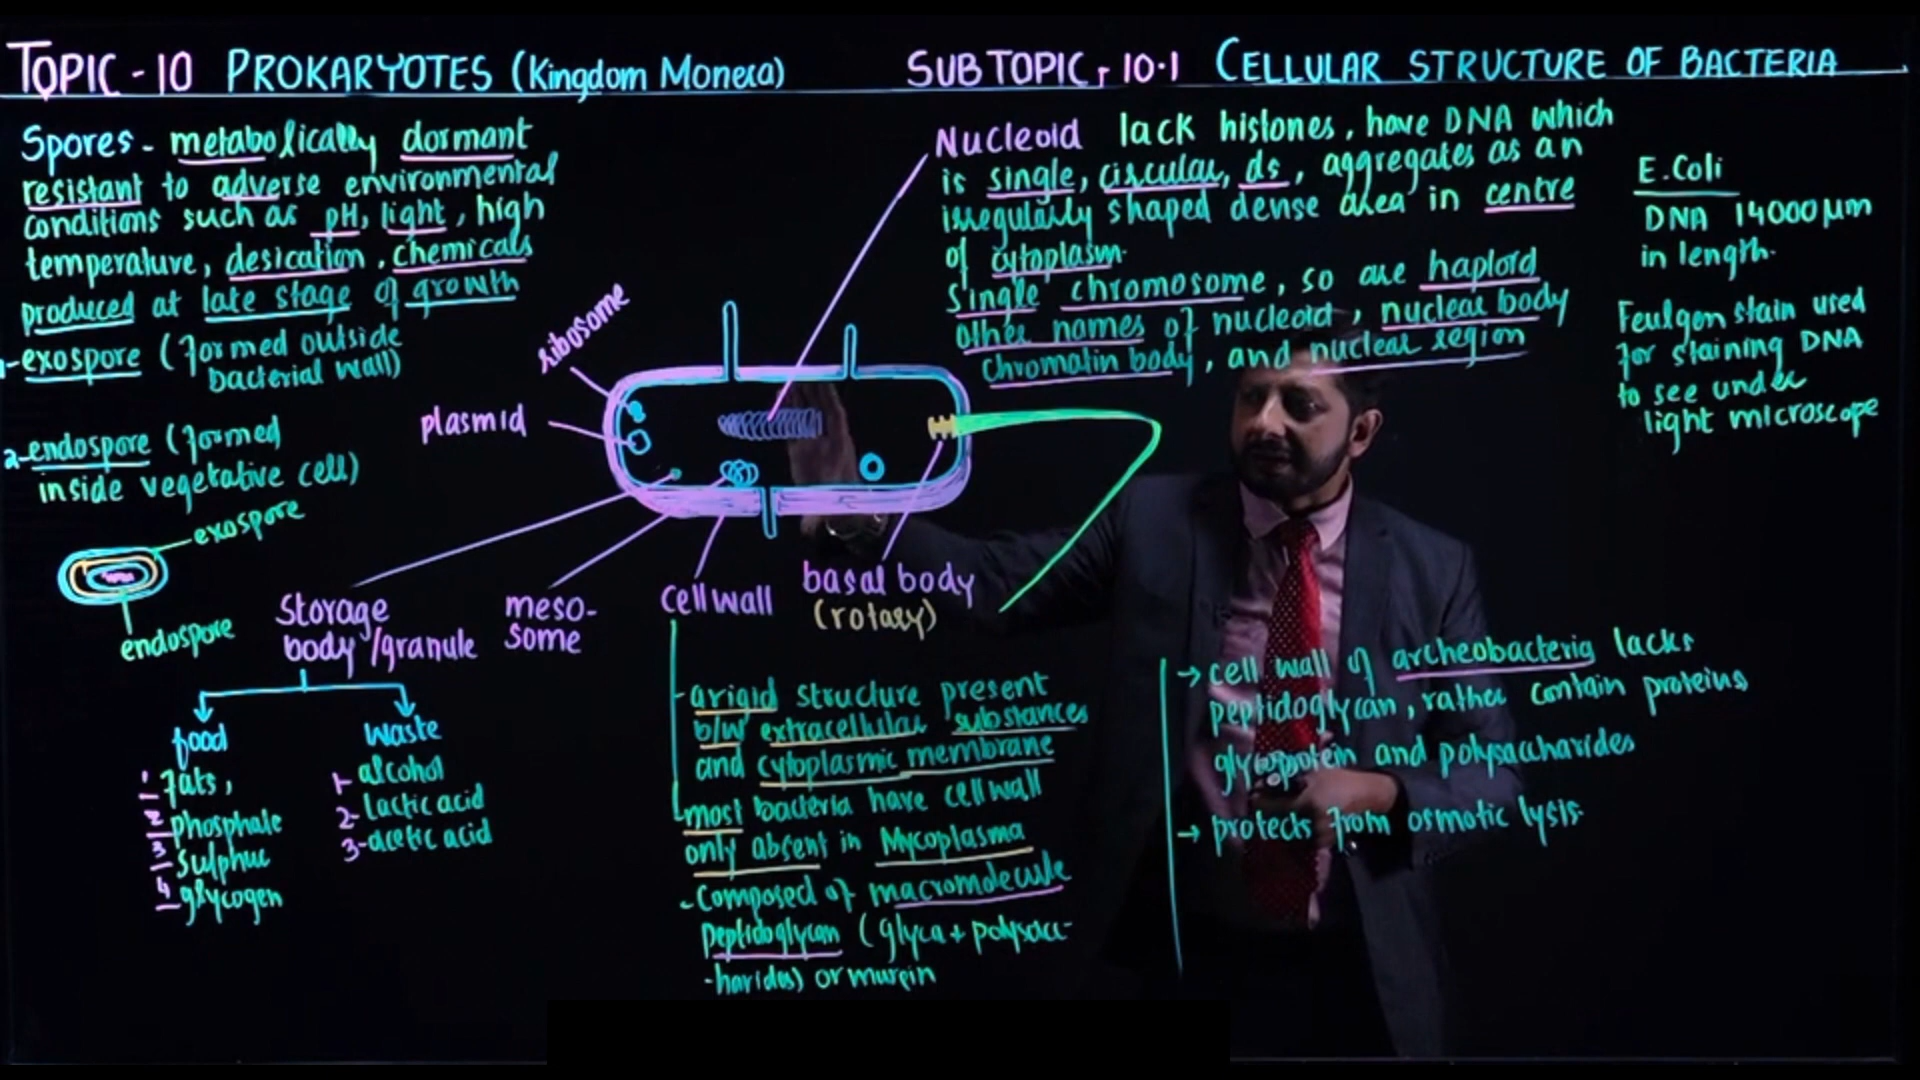 TOPIC - 10 PROKARYOTES (Kingdom Monera)
SUBTOPIC, 10.1 CELLULAR STRUCTURE OF BACTERIA
Spores - metabolically dormant
resistant to adverse environmental
conditions such as pH, light, high
temperature, desication, chemicals
produced at late stage of growth
1-exospore (formed outside
bacterial wall)
2-endospore (formed
inside vegetative cell)
exospore
endospore
ribosome
plasmid
Storage
body/granule
food
1 fats,
2 phosphate
3 sulphur
4 glycogen
waste
1- alcohol
2- lactic acid
3- acetic acid
meso-
some
cell wall
basal body
(rotary)
Nucleoid lack histones, have DNA which
is single, circular, ds, aggregates as an
irregularly shaped dense area in centre
of cytoplasm.
Single chromosome, so are haploid
other names of nucleoid, nuclear body
chromatin body, and nuclear region
E.Coli
DNA 14000 µm
in length.
Feulgen stain used
for staining DNA
to see under
light microscope
- a rigid structure present
b/w extracellular substances
and cytoplasmic membrane
most bacteria have cell wall
only absent in Mycoplasma
- Composed of macromolecule
peptidoglycan (glyca + polysacc-
-harides) or murein
→ cell wall of archeobacteria lacks
peptidoglycan, rather contain proteins
glycoprotein and polysaccharides
→ protects from osmotic lysis.